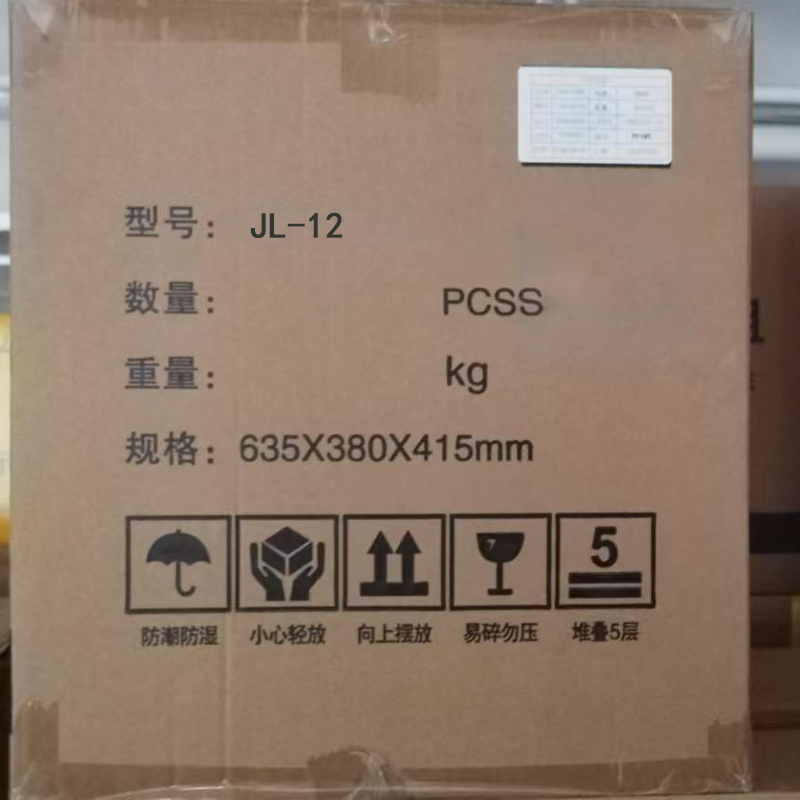 型号: JL-12
数量: PCSS
重量: kg
规格: 635X380X415mm
5
防潮防湿 小心轻放 向上摆放 易碎勿压 堆叠5层